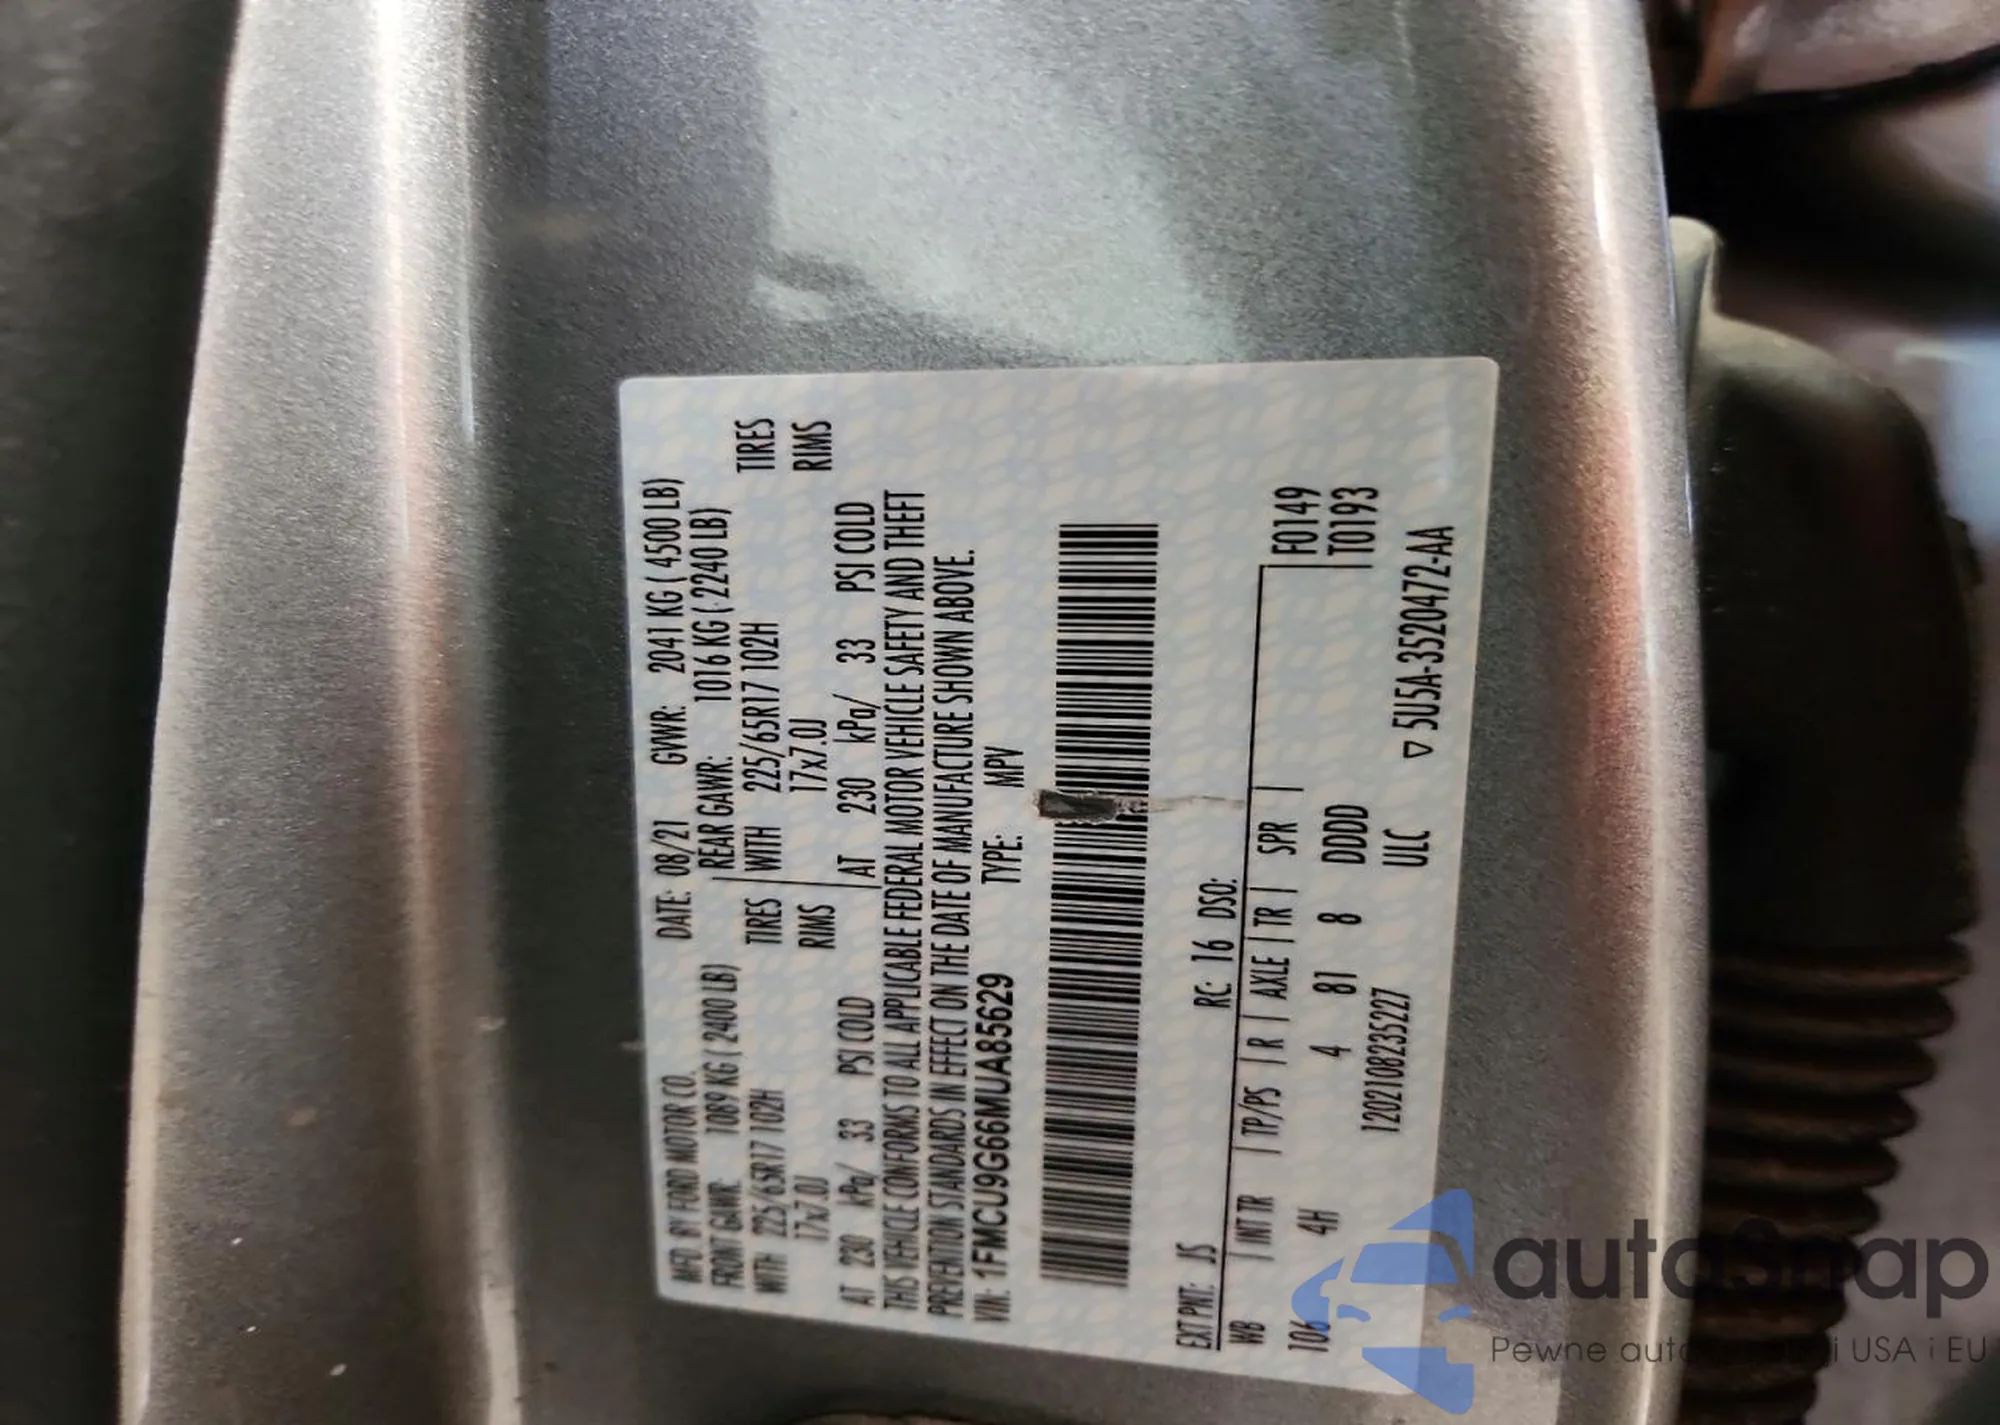 MFD. BY FORD MOTOR CO.
DATE: 08/21 GVWR: 2041 KG ( 4500 LB)
FRONT GAWR: 1089 KG ( 2400 LB) REAR GAWR: 1016 KG ( 2240 LB)
WITH 225/65R17 102H TIRES WITH 225/65R17 102H TIRES
17x7.0J RIMS 17x7.0J RIMS
AT 230 kPa/ 33 PSI COLD AT 230 kPa/ 33 PSI COLD
THIS VEHICLE CONFORMS TO ALL APPLICABLE FEDERAL MOTOR VEHICLE SAFETY AND THEFT
PREVENTION STANDARDS IN EFFECT ON THE DATE OF MANUFACTURE SHOWN ABOVE.
VIN: 1FMCU9G66MUA85629 TYPE: MPV
EXT PNT: JS RC: 16 DSO:
WB | INT TR | TP/PS | R | AXLE | TR | SPR | F0149
106 4H 4 81 8 DDDD T0193
ULC
1202108235227 ▽ 5U5A-3520472-AA
autoSnap
Pewne auto i USA i EU